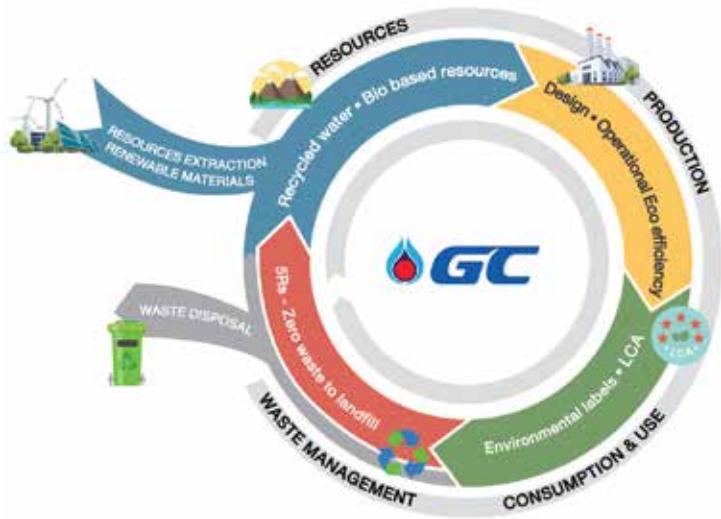 RESOURCES
Recycled water • Bio based resources
RESOURCES EXTRACTION
RENEWABLE MATERIALS
PRODUCTION
Design • Operational Eco efficiency
GC
LCA
Environmental labels • LCA
CONSUMPTION & USE
5Rs - Zero waste to landfill
WASTE MANAGEMENT
WASTE DISPOSAL